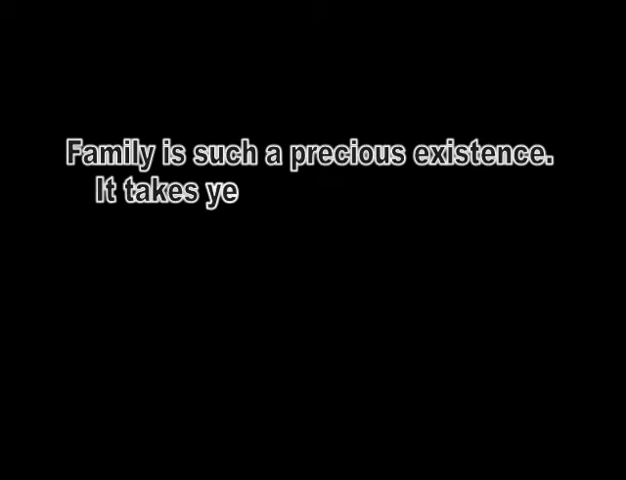 Family is such a precious existence.
It takes ye